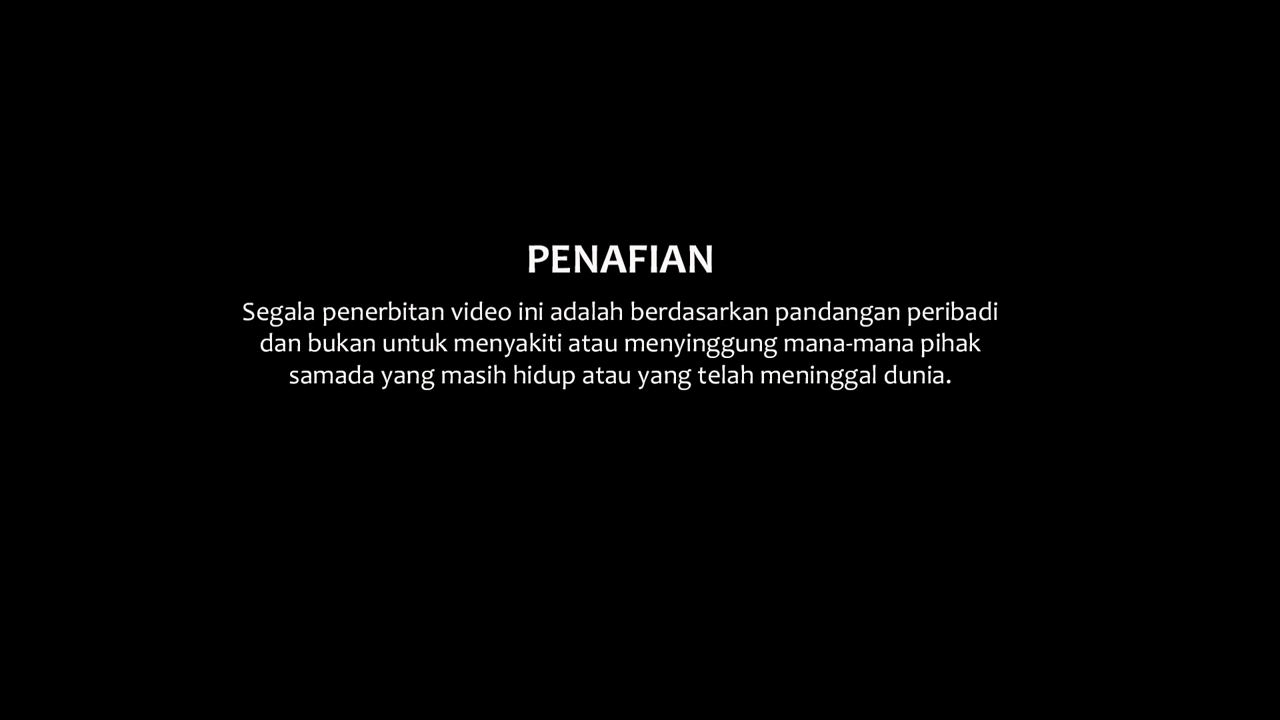 PENAFIAN
Segala penerbitan video ini adalah berdasarkan pandangan peribadi
dan bukan untuk menyakiti atau menyinggung mana-mana pihak
samada yang masih hidup atau yang telah meninggal dunia.